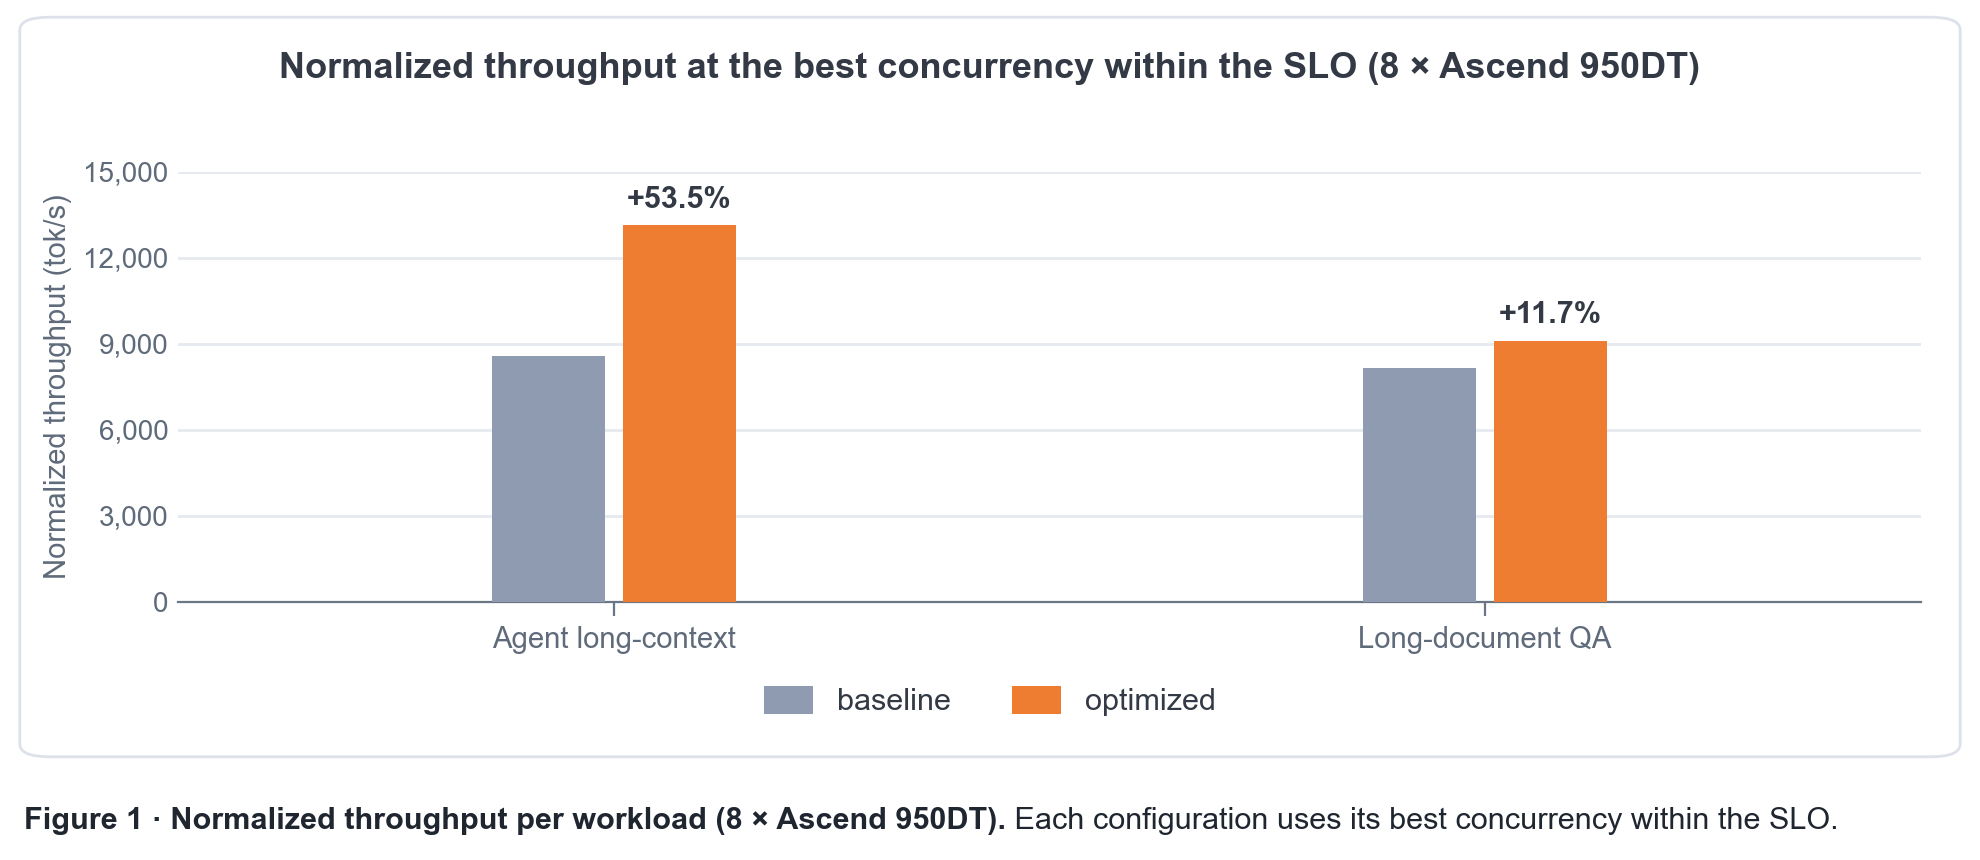 Normalized throughput at the best concurrency within the SLO (8 × Ascend 950DT)
Normalized throughput (tok/s)
15,000
12,000
9,000
6,000
3,000
0
+53.5%
+11.7%
Agent long-context
Long-document QA
baseline
optimized
Figure 1 · Normalized throughput per workload (8 × Ascend 950DT). Each configuration uses its best concurrency within the SLO.